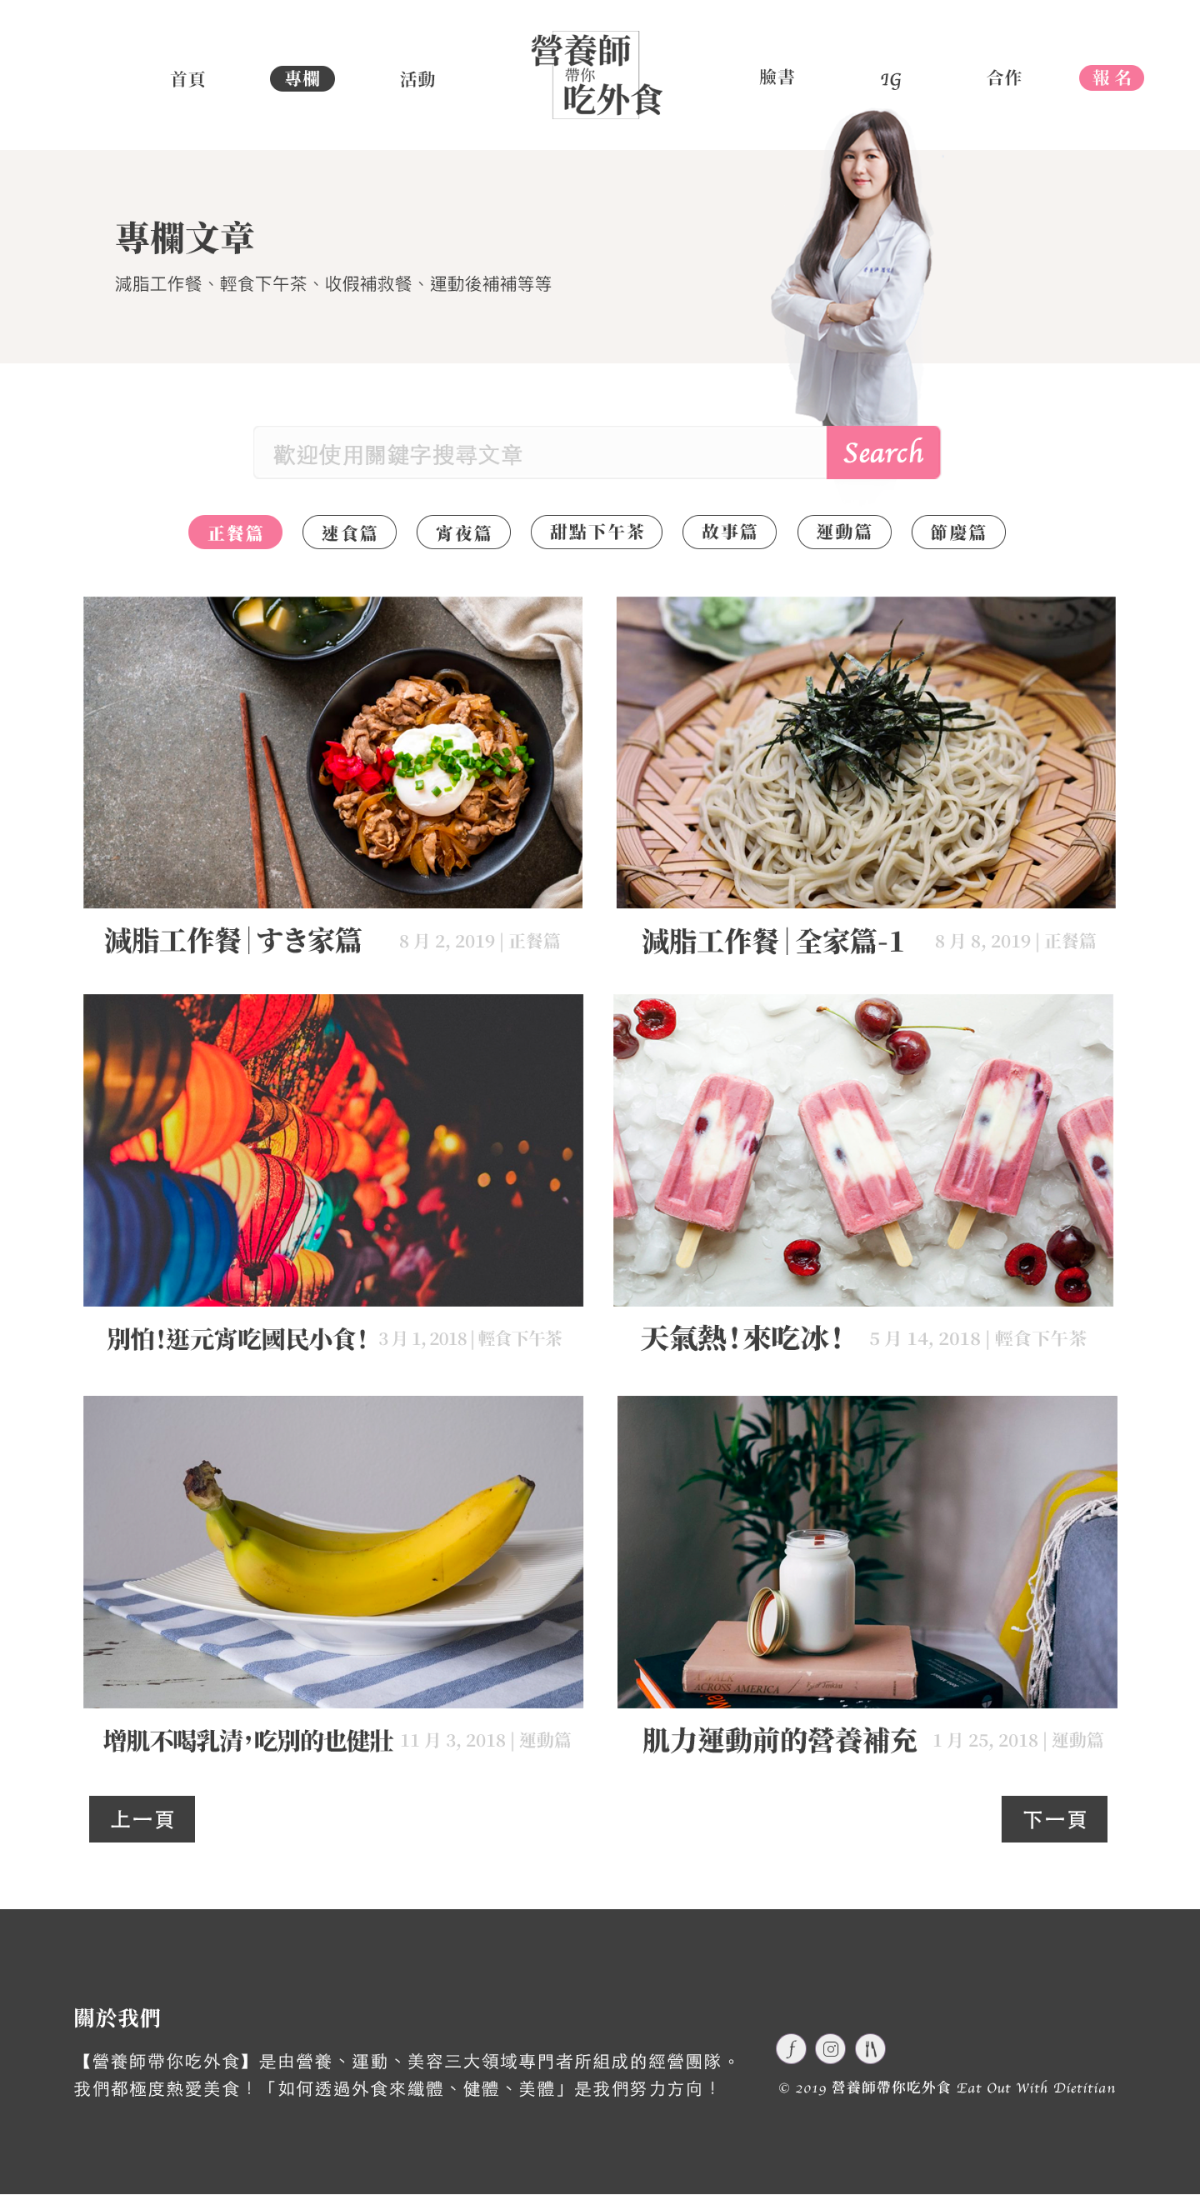 首頁 專欄 活動
營養師
帶你
吃外食
臉書 IG 合作 報名
專欄文章
減脂工作餐、輕食下午茶、收假補救餐、運動後補補等等
歡迎使用關鍵字搜尋文章 Search
正餐篇 速食篇 宵夜篇 甜點下午茶 故事篇 運動篇 節慶篇
減脂工作餐|すき家篇 8 月 2, 2019 | 正餐篇
減脂工作餐|全家篇-1 8 月 8, 2019 | 正餐篇
別怕!逛元宵吃國民小食! 3 月 1, 2018 | 輕食下午茶
天氣熱!來吃冰! 5 月 14, 2018 | 輕食下午茶
A WALK
ACROSS AMERICA
增肌不喝乳清,吃別的也健壯 11 月 3, 2018 | 運動篇
肌力運動前的營養補充 1 月 25, 2018 | 運動篇
上一頁 下一頁
關於我們
【營養師帶你吃外食】是由營養、運動、美容三大領域專門者所組成的經營團隊。
我們都極度熱愛美食!「如何透過外食來纖體、健體、美體」是我們努力方向!
© 2019 營養師帶你吃外食 Eat Out With Dietitian